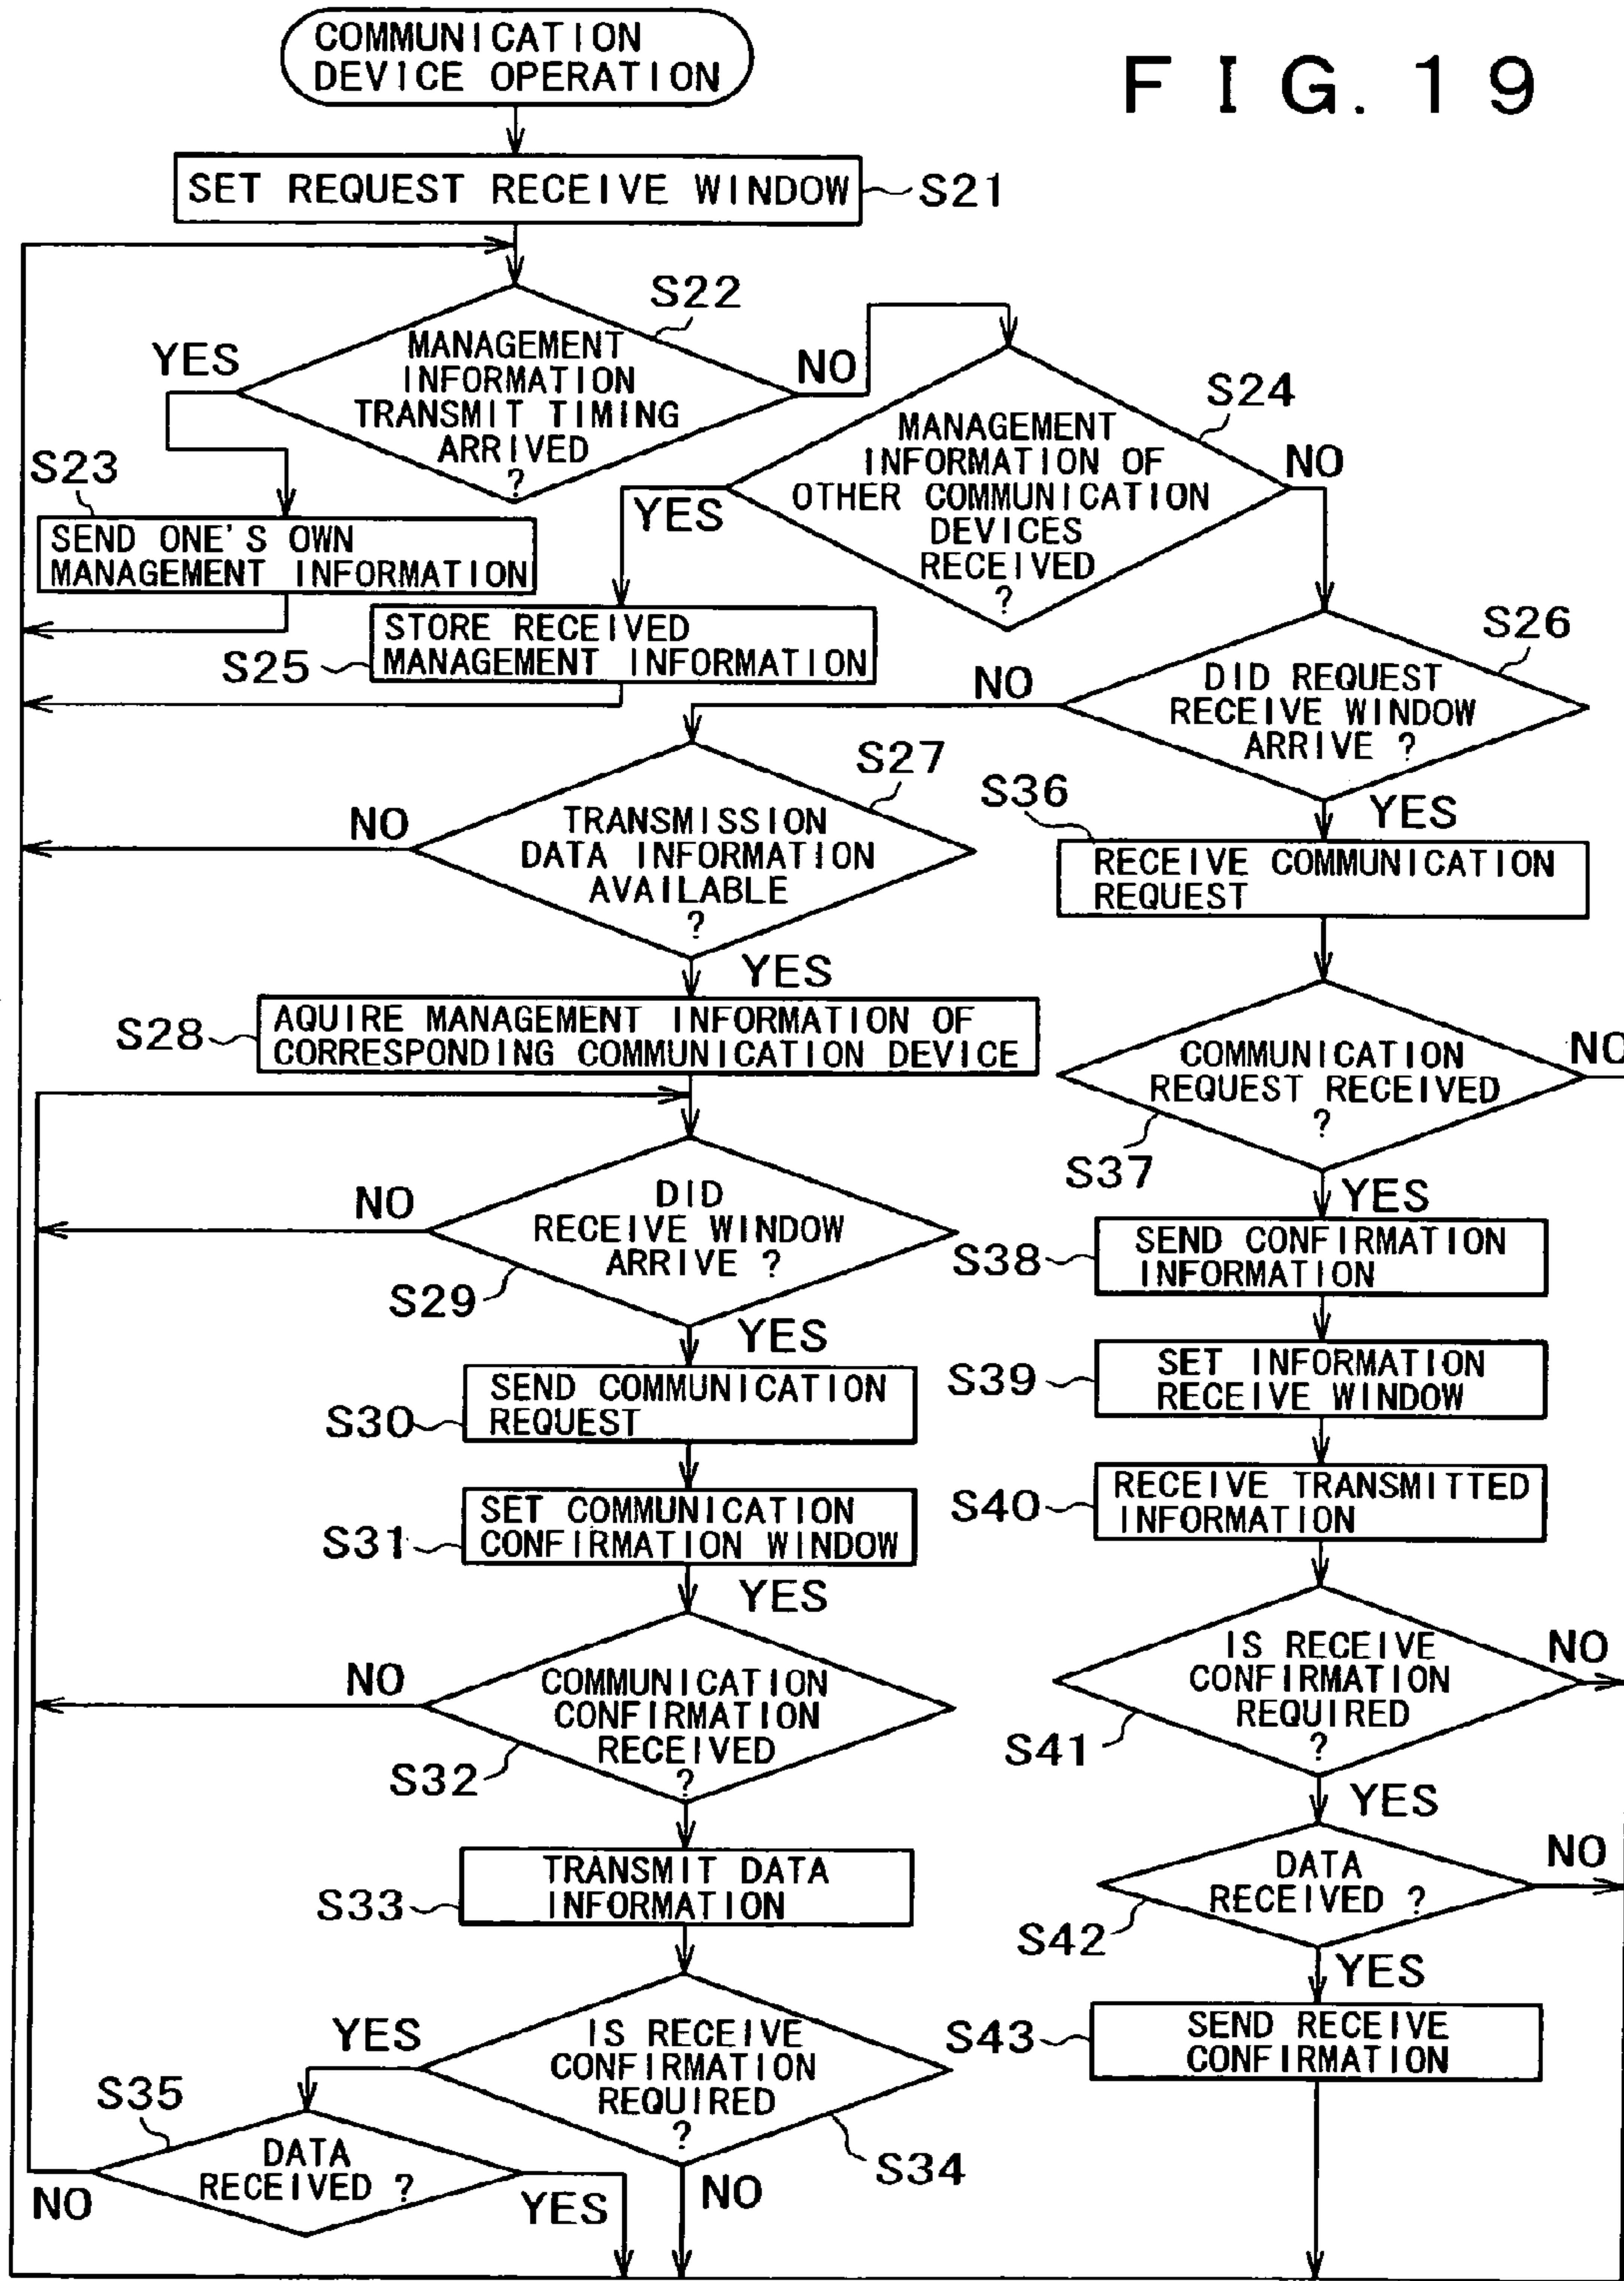 COMMUNICATION
DEVICE OPERATION
FIG. 19
SET REQUEST RECEIVE WINDOW
S21
S22
MANAGEMENT
INFORMATION
TRANSMIT TIMING
ARRIVED
?
YES
NO
S23
SEND ONE'S OWN
MANAGEMENT INFORMATION
S24
MANAGEMENT
INFORMATION OF
OTHER COMMUNICATION
DEVICES
RECEIVED
?
YES
NO
STORE RECEIVED
MANAGEMENT INFORMATION
S25
S26
DID REQUEST
RECEIVE WINDOW
ARRIVE ?
NO
YES
S27
TRANSMISSION
DATA INFORMATION
AVAILABLE
?
NO
YES
S28
AQUIRE MANAGEMENT INFORMATION OF
CORRESPONDING COMMUNICATION DEVICE
DID
RECEIVE WINDOW
ARRIVE ?
NO
S29
YES
SEND COMMUNICATION
REQUEST
S30
SET COMMUNICATION
CONFIRMATION WINDOW
S31
YES
COMMUNICATION
CONFIRMATION
RECEIVED
?
NO
S32
TRANSMIT DATA
INFORMATION
S33
IS RECEIVE
CONFIRMATION
REQUIRED
?
YES
S34
NO
S35
DATA
RECEIVED ?
NO
YES
S36
RECEIVE COMMUNICATION
REQUEST
COMMUNICATION
REQUEST RECEIVED
?
NO
S37
YES
SEND CONFIRMATION
INFORMATION
S38
SET INFORMATION
RECEIVE WINDOW
S39
RECEIVE TRANSMITTED
INFORMATION
S40
IS RECEIVE
CONFIRMATION
REQUIRED
?
NO
S41
YES
DATA
RECEIVED ?
NO
S42
YES
SEND RECEIVE
CONFIRMATION
S43